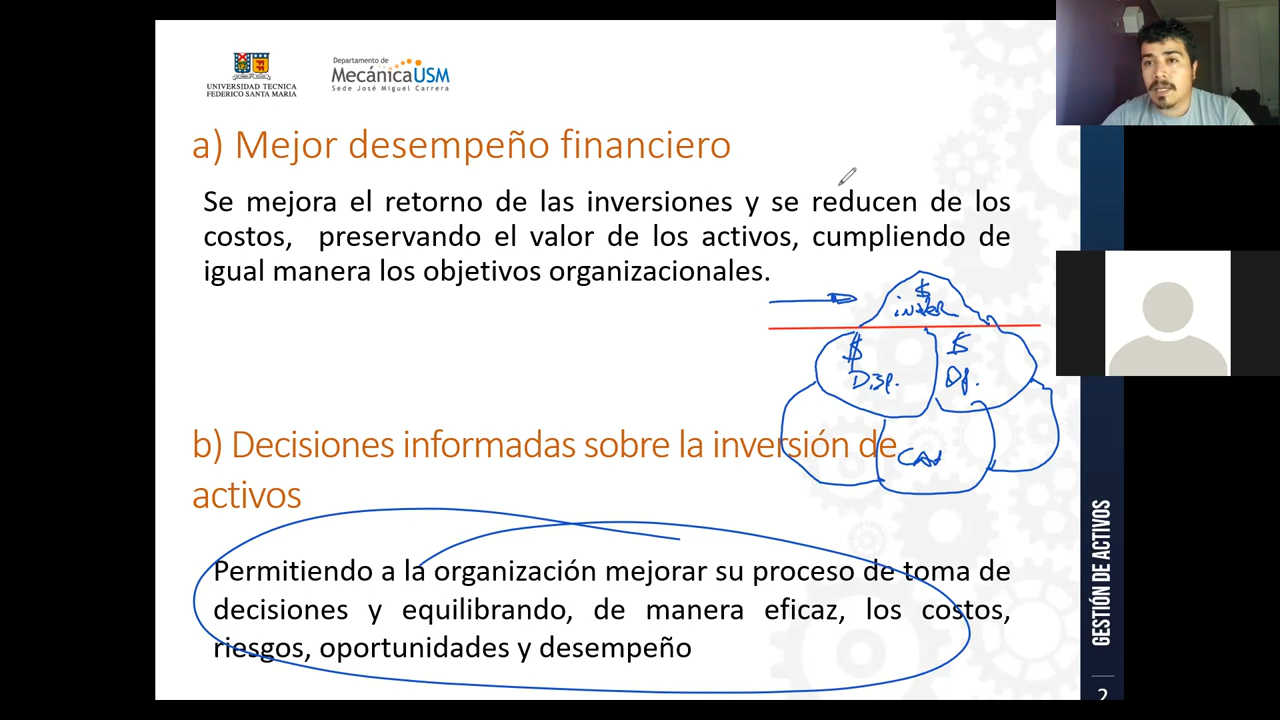 UNIVERSIDAD TECNICA
FEDERICO SANTA MARIA
Departamento de
MecánicaUSM
Sede José Miguel Carrera
a) Mejor desempeño financiero
Se mejora el retorno de las inversiones y se reducen de los
costos, preservando el valor de los activos, cumpliendo de
igual manera los objetivos organizacionales.
$
inver
$
$
Disp.
Op.
b) Decisiones informadas sobre la inversión de
activos
Permitiendo a la organización mejorar su proceso de toma de
decisiones y equilibrando, de manera eficaz, los costos,
riesgos, oportunidades y desempeño
GESTIÓN DE ACTIVOS
2